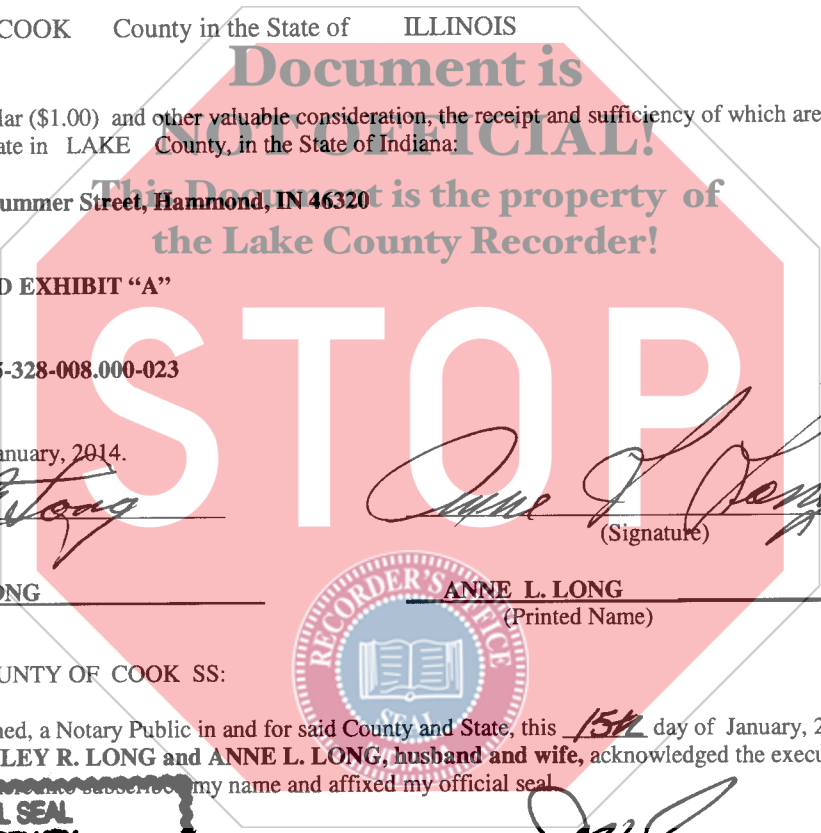 COOK County in the State of ILLINOIS
Document is
lar ($1.00) and other valuable consideration, the receipt and sufficiency of which are
NOT OFFICIAL!
ate in LAKE County, in the State of Indiana:
This Document is the property of
ummer Street, Hammond, IN 46320
the Lake County Recorder!
D EXHIBIT “A”
STOP
5-328-008.000-023
anuary, 2014.
Long
Anne L Long
(Signature)
ONG
ANNE L. LONG
(Printed Name)
RECORDER'S OFFICE
SEAL
UNTY OF COOK SS:
ned, a Notary Public in and for said County and State, this 15th day of January, 2
LEY R. LONG and ANNE L. LONG, husband and wife, acknowledged the execu
subscribe my name and affixed my official seal.
L SEAL